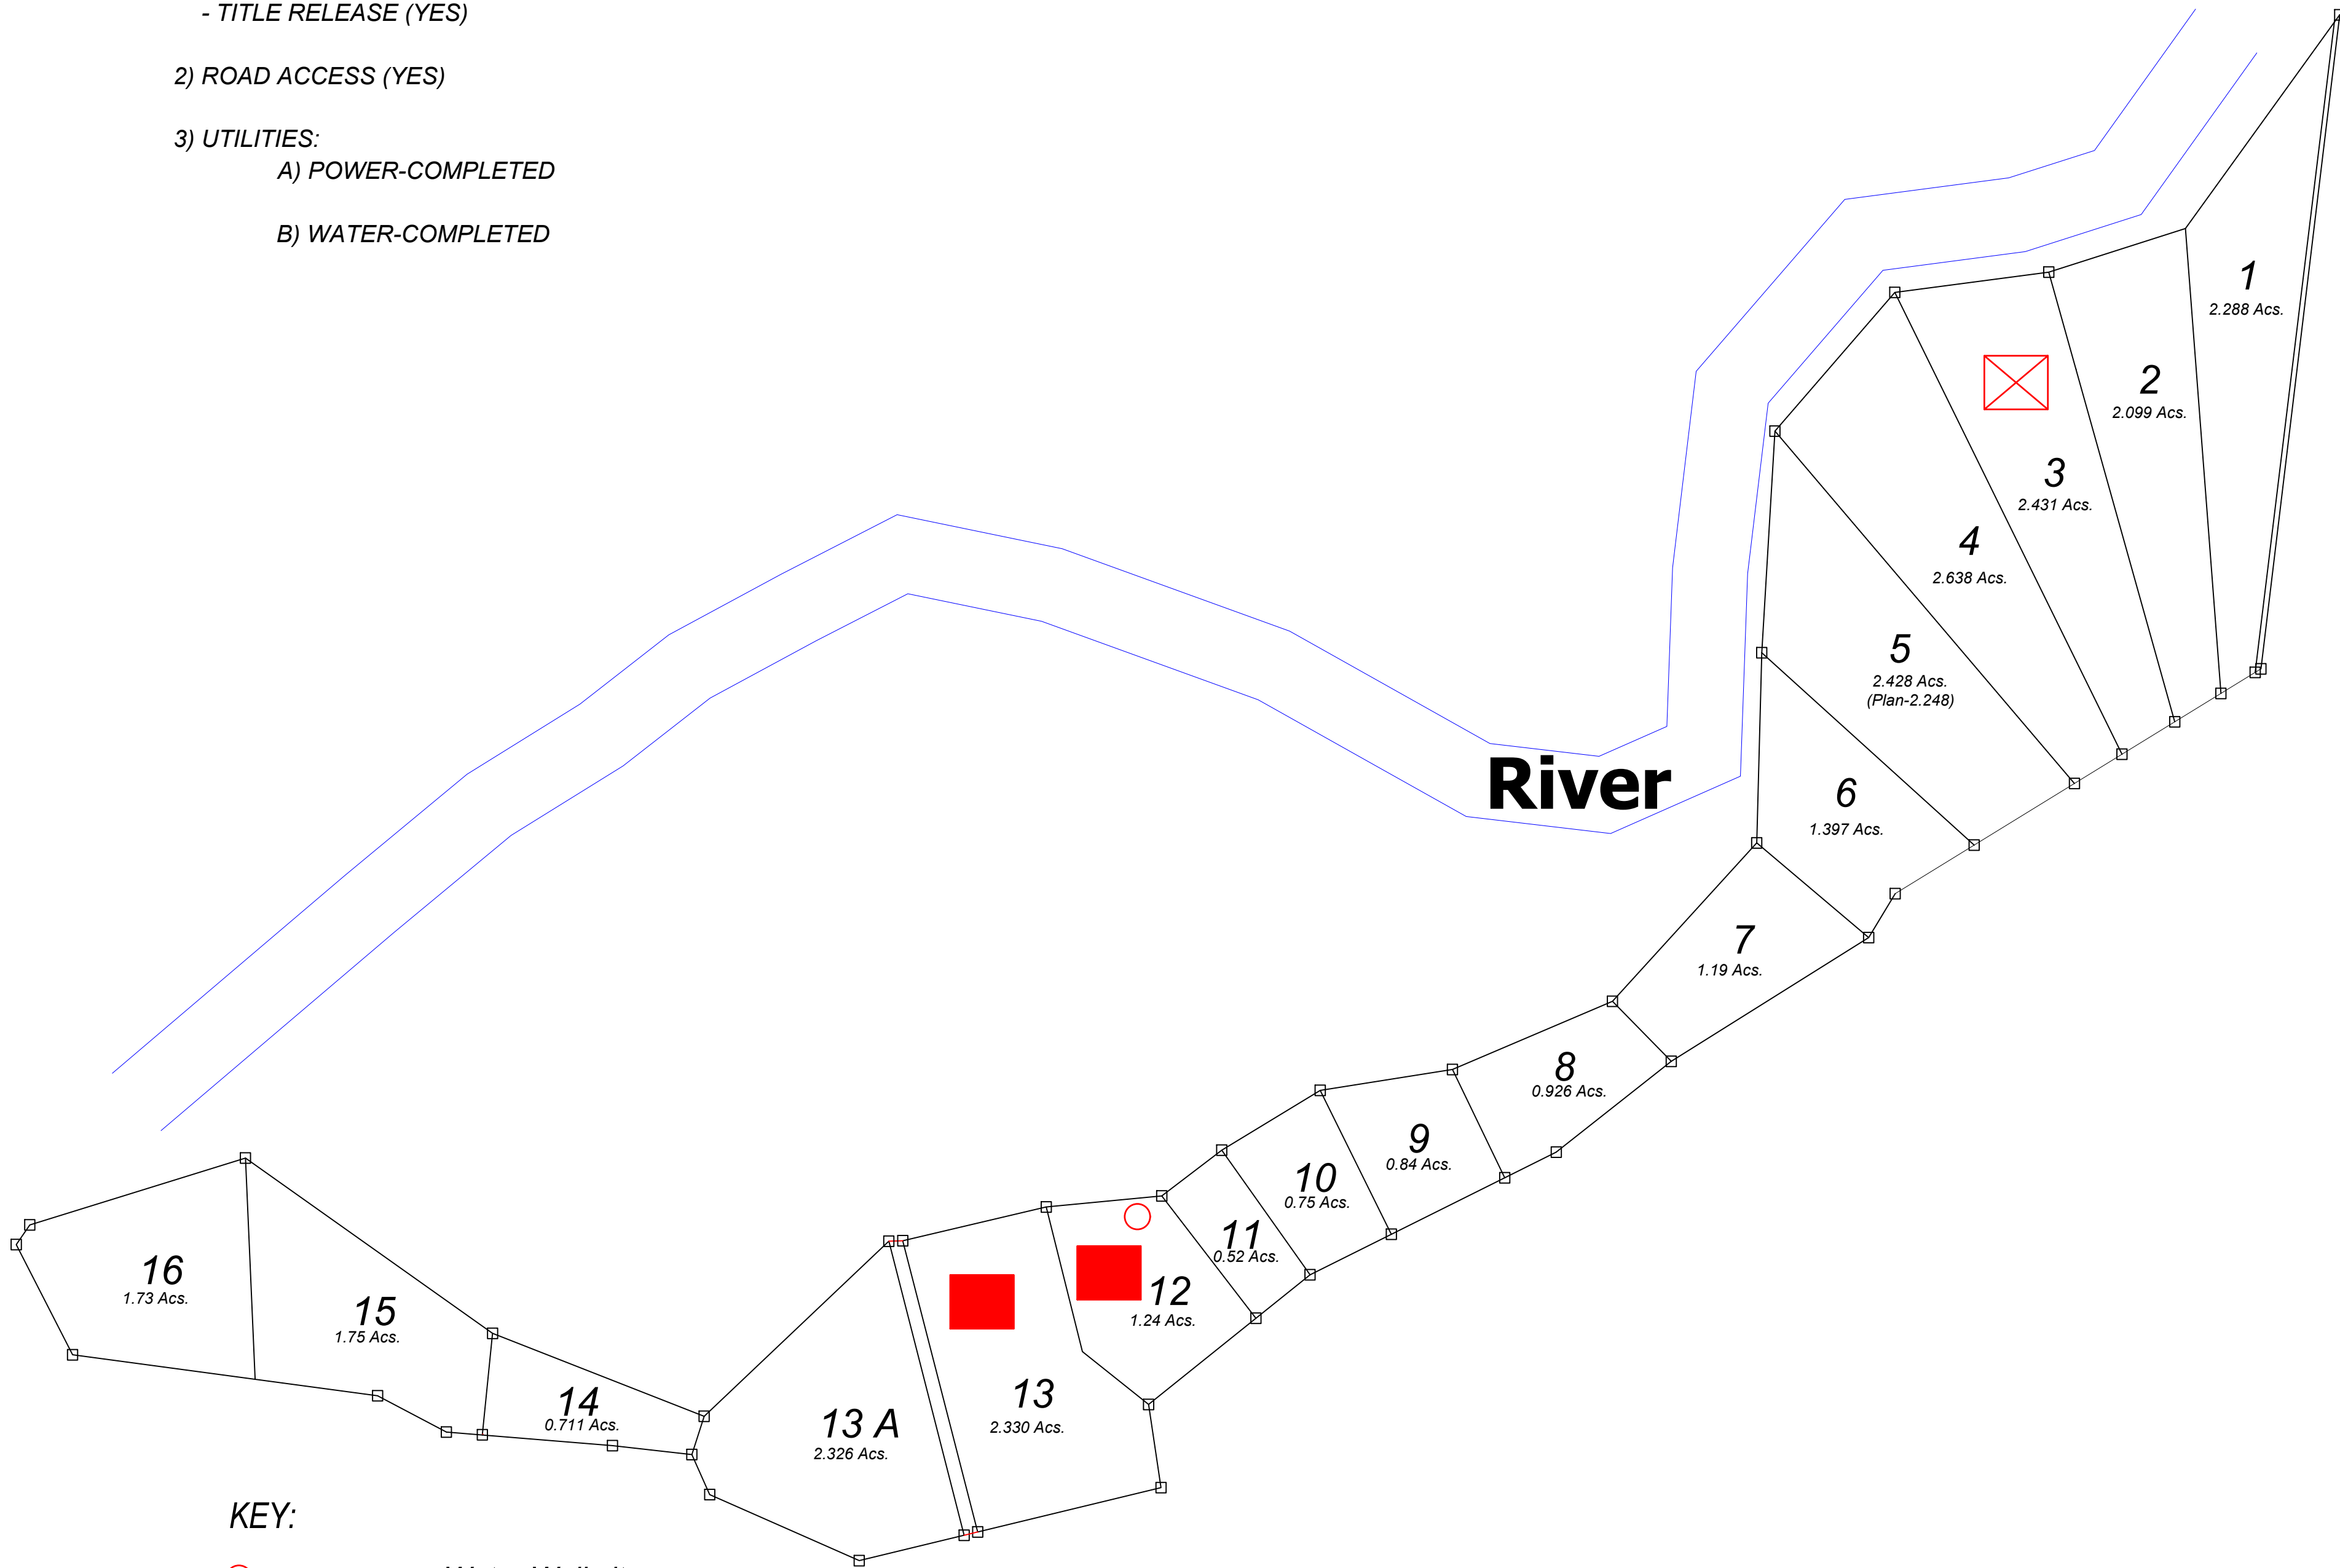 - TITLE RELEASE (YES)
2) ROAD ACCESS (YES)
3) UTILITIES:
A) POWER-COMPLETED
B) WATER-COMPLETED
1
2.288 Acs.
2
2.099 Acs.
3
2.431 Acs.
4
2.638 Acs.
5
2.428 Acs.
(Plan-2.248)
River
6
1.397 Acs.
7
1.19 Acs.
8
0.926 Acs.
9
0.84 Acs.
10
0.75 Acs.
11
0.52 Acs.
12
1.24 Acs.
13
2.330 Acs.
13 A
2.326 Acs.
14
0.711 Acs.
15
1.75 Acs.
16
1.73 Acs.
KEY: